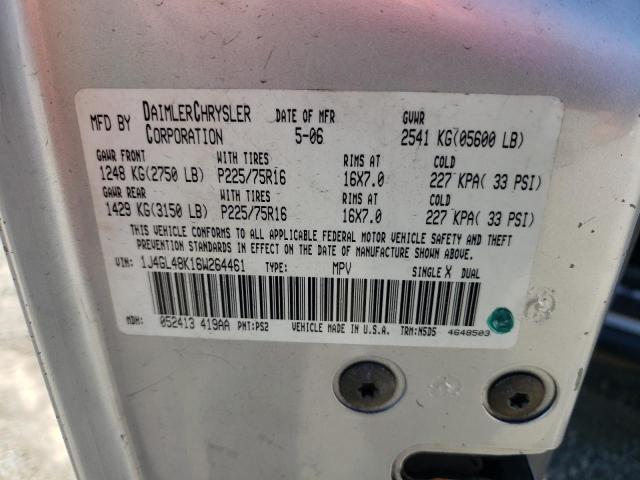 MFD BY DAIMLERCHRYSLER CORPORATION DATE OF MFR 5-06 GVWR 2541 KG(05600 LB)
GAWR FRONT WITH TIRES RIMS AT COLD
1248 KG(2750 LB) P225/75R16 16X7.0 227 KPA( 33 PSI)
GAWR REAR WITH TIRES RIMS AT COLD
1429 KG(3150 LB) P225/75R16 16X7.0 227 KPA( 33 PSI)
THIS VEHICLE CONFORMS TO ALL APPLICABLE FEDERAL MOTOR VEHICLE SAFETY AND THEFT
PREVENTION STANDARDS IN EFFECT ON THE DATE OF MANUFACTURE SHOWN ABOVE.
VIN: 1J4GL48K16W264461 TYPE: MPV SINGLE X DUAL
MDH: 052413 419AA PNT:PS2 VEHICLE MADE IN U.S.A. TRM:N5DS 4648503